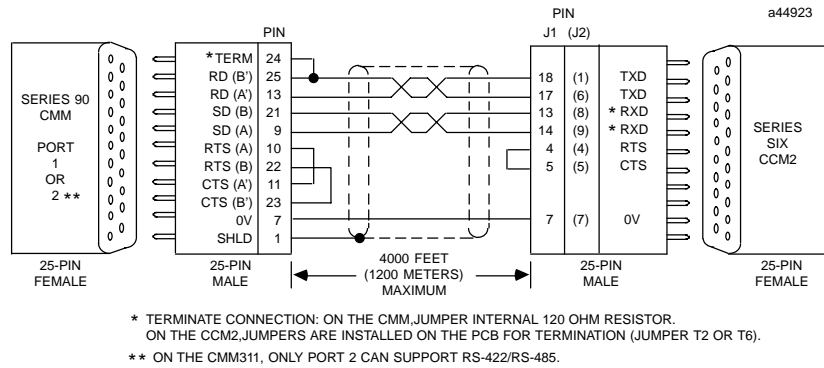 a44923
PIN
PIN
J1 (J2)
SERIES 90
CMM
PORT
1
OR
2 **
* TERM 24
RD (B') 25
RD (A') 13
SD (B) 21
SD (A) 9
RTS (A) 10
RTS (B) 22
CTS (A') 11
CTS (B') 23
0V 7
SHLD 1
18 (1) TXD
17 (6) TXD
13 (8) * RXD
14 (9) * RXD
4 (4) RTS
5 (5) CTS
7 (7) 0V
SERIES
SIX
CCM2
25-PIN
FEMALE
25-PIN
MALE
4000 FEET
(1200 METERS)
MAXIMUM
25-PIN
MALE
25-PIN
FEMALE
* TERMINATE CONNECTION: ON THE CMM,JUMPER INTERNAL 120 OHM RESISTOR.
ON THE CCM2,JUMPERS ARE INSTALLED ON THE PCB FOR TERMINATION (JUMPER T2 OR T6).
** ON THE CMM311, ONLY PORT 2 CAN SUPPORT RS-422/RS-485.